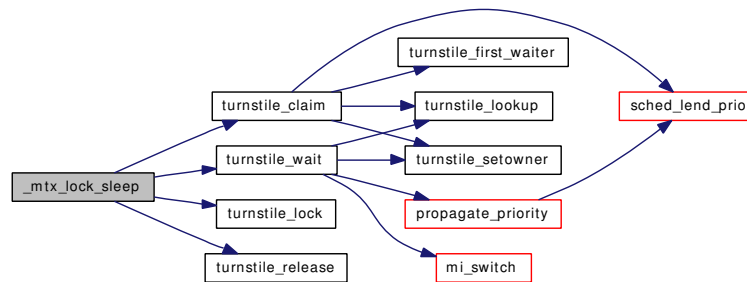 turnstile_first_waiter
turnstile_claim
turnstile_lookup
sched_lend_prio
turnstile_wait
turnstile_setowner
_mtx_lock_sleep
turnstile_lock
propagate_priority
turnstile_release
mi_switch